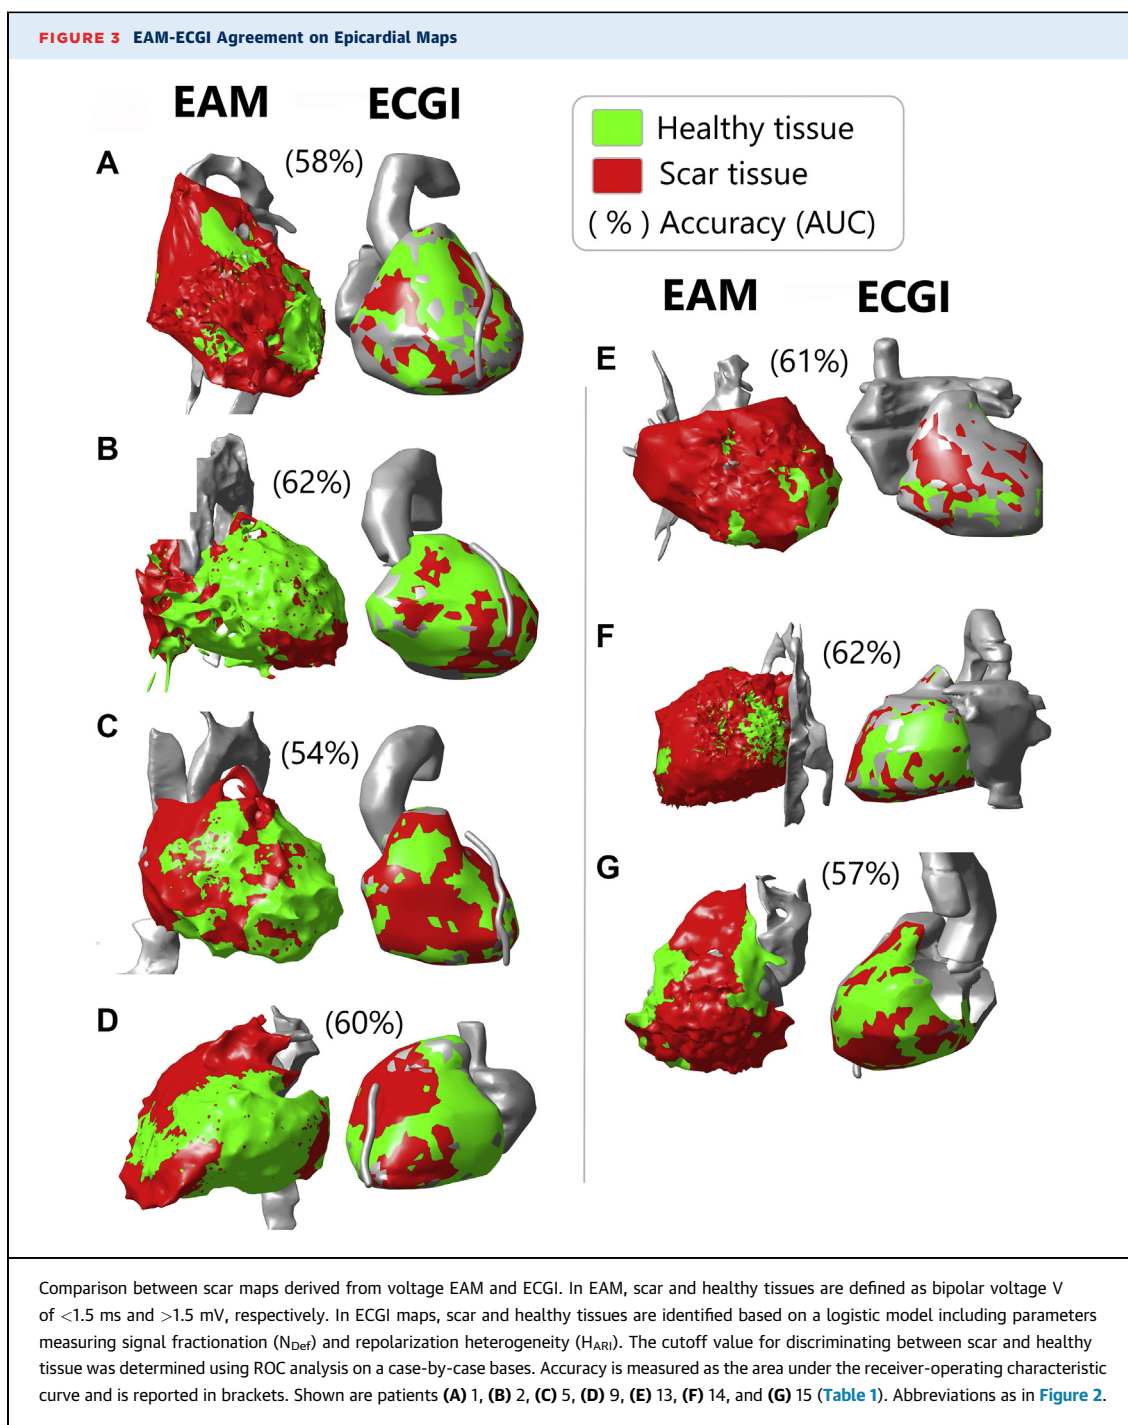 FIGURE 3 EAM-ECGI Agreement on Epicardial Maps
EAM ECGI
Healthy tissue
Scar tissue
( % ) Accuracy (AUC)
A
(58%)
B
(62%)
C
(54%)
D
(60%)
EAM ECGI
E
(61%)
F
(62%)
G
(57%)
Comparison between scar maps derived from voltage EAM and ECGI. In EAM, scar and healthy tissues are defined as bipolar voltage V
of <1.5 ms and >1.5 mV, respectively. In ECGI maps, scar and healthy tissues are identified based on a logistic model including parameters
measuring signal fractionation (NDef) and repolarization heterogeneity (HARI). The cutoff value for discriminating between scar and healthy
tissue was determined using ROC analysis on a case-by-case bases. Accuracy is measured as the area under the receiver-operating characteristic
curve and is reported in brackets. Shown are patients (A) 1, (B) 2, (C) 5, (D) 9, (E) 13, (F) 14, and (G) 15 (Table 1). Abbreviations as in Figure 2.